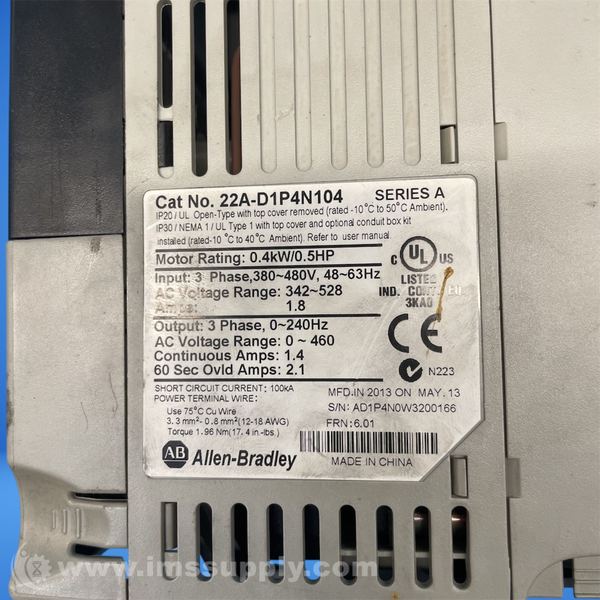 Cat No. 22A-D1P4N104 SERIES A
IP20 / UL Open-Type with top cover removed (rated -10°C to 50°C Ambient).
IP30 / NEMA 1 / UL Type 1 with top cover and optional conduit box kit
installed (rated-10°C to 40°C Ambient). Refer to user manual.
Motor Rating: 0.4kW/0.5HP
Input: 3 Phase,380~480V, 48~63Hz
AC Voltage Range: 342~528
Amps: 1.8
Output: 3 Phase, 0~240Hz
AC Voltage Range: 0 ~ 460
Continuous Amps: 1.4
60 Sec Ovld Amps: 2.1
C UL US
LISTED
IND. CONT. EQ
3KA0
CE
N223
SHORT CIRCUIT CURRENT: 100kA
POWER TERMINAL WIRE:
Use 75°C Cu Wire
3.3 mm²- 0.8 mm²(12-18 AWG)
Torque 1.96 Nm(17.4 in.-lbs.)
MFD.IN 2013 ON MAY.13
S/N: AD1P4N0W3200166
FRN : 6.01
AB Allen-Bradley
MADE IN CHINA
www.imssupply.com